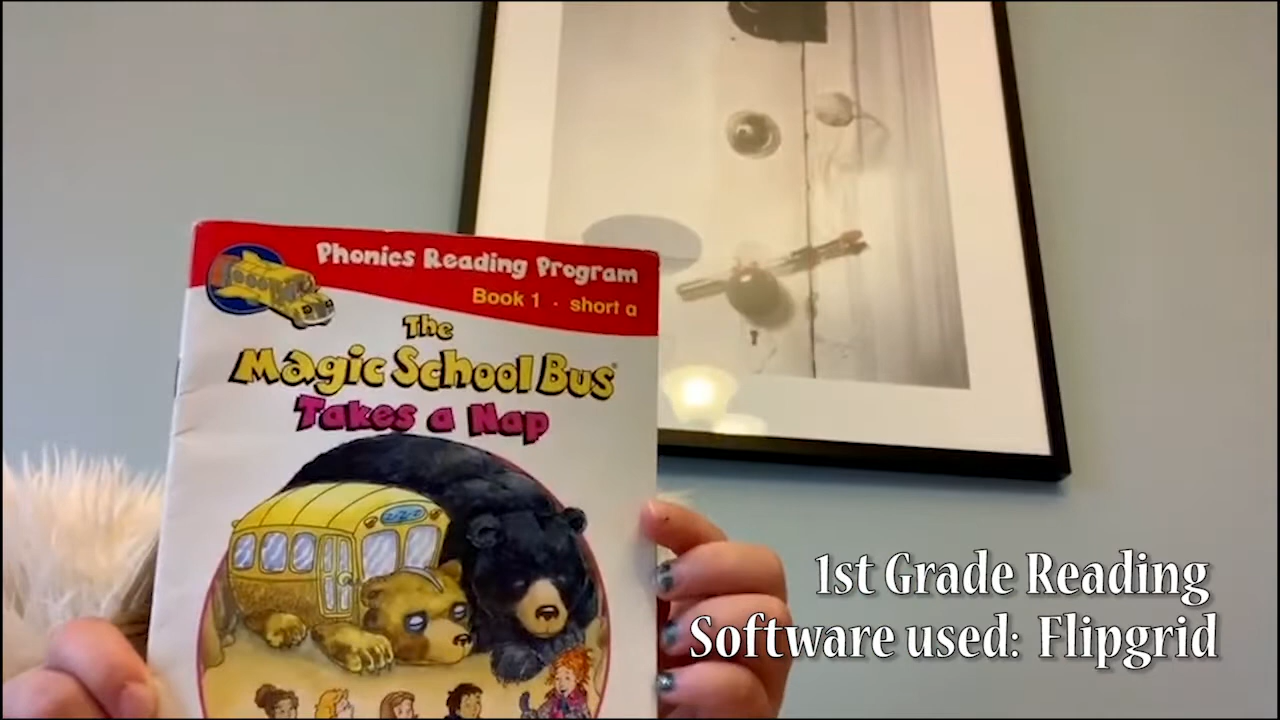 Phonics Reading Program
Book 1 · short a
The
Magic School Bus
Takes a Nap
1st Grade Reading
Software used: Flipgrid